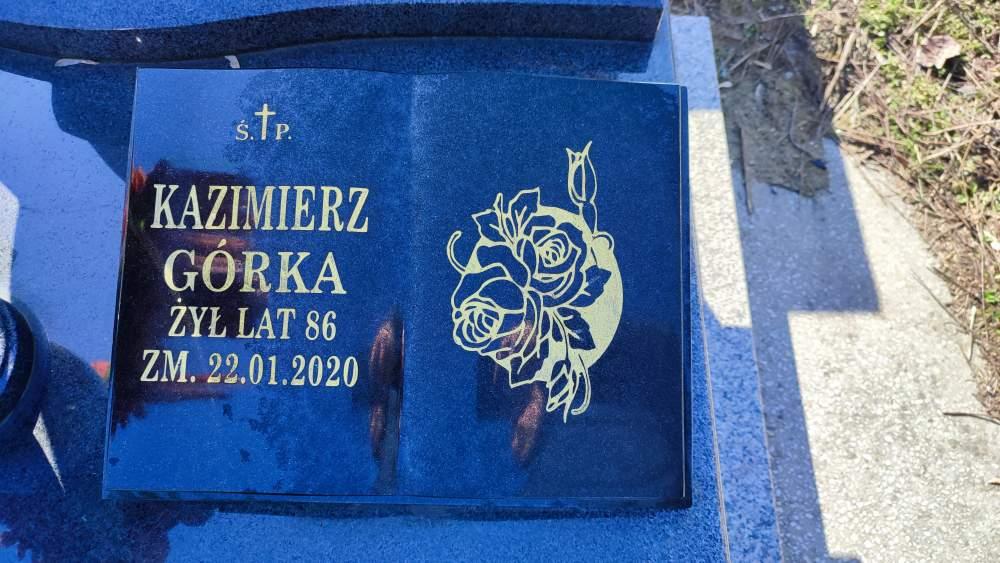 Ś. P.
KAZIMIERZ
GÓRKA
ŻYŁ LAT 86
ZM. 22.01.2020